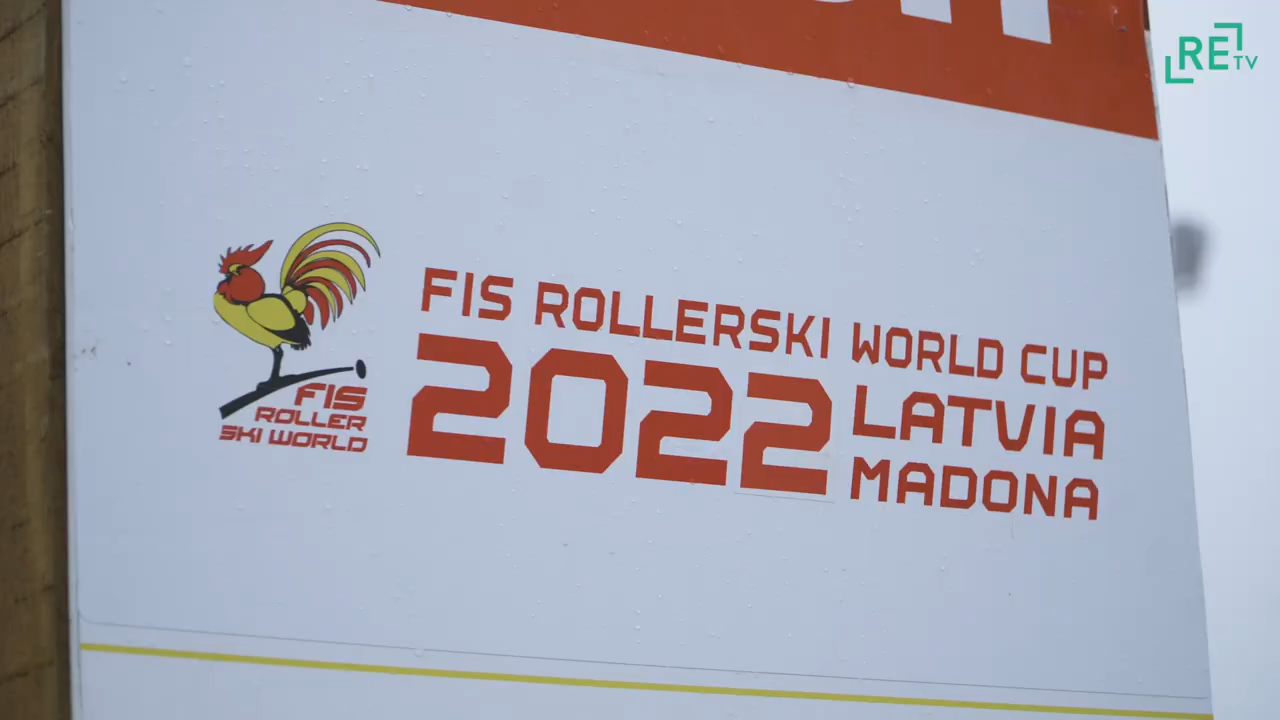 RE TV
FIS ROLLERSKI WORLD CUP
2022 LATVIA
MADONA
FIS
ROLLER
SKI WORLD